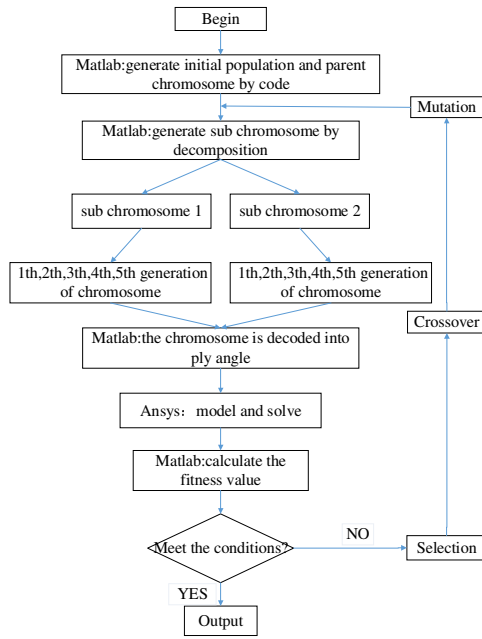 Begin
Matlab:generate initial population and parent
chromosome by code
Mutation
Matlab:generate sub chromosome by
decomposition
sub chromosome 1
sub chromosome 2
1th,2th,3th,4th,5th generation
of chromosome
1th,2th,3th,4th,5th generation
of chromosome
Crossover
Matlab:the chromosome is decoded into
ply angle
Ansys：model and solve
Matlab:calculate the
fitness value
Meet the conditions?
NO
Selection
YES
Output